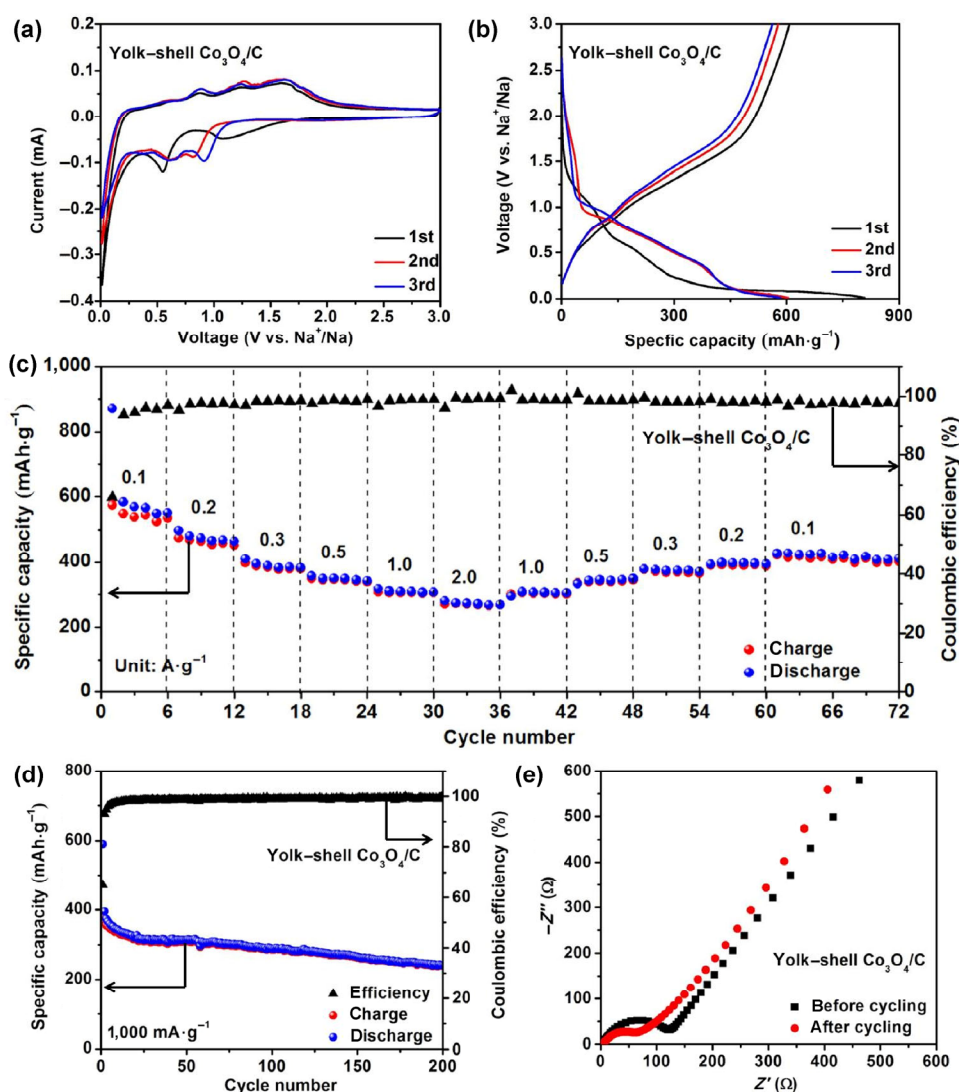 (a)
Yolk–shell Co₃O₄/C
0.1
0.0
–0.1
–0.2
–0.3
–0.4
Current (mA)
0.0 0.5 1.0 1.5 2.0 2.5 3.0
Voltage (V vs. Na⁺/Na)
1st
2nd
3rd
(b)
Yolk–shell Co₃O₄/C
3.0
2.5
2.0
1.5
1.0
0.5
0.0
Voltage (V vs. Na⁺/Na)
0 300 600 900
Specfic capacity (mAh·g⁻¹)
1st
2nd
3rd
(c)
1,000
800
600
400
200
0
Specific capacity (mAh·g⁻¹)
Yolk–shell Co₃O₄/C
0.1 0.2 0.3 0.5 1.0 2.0 1.0 0.5 0.3 0.2 0.1
Unit: A·g⁻¹
Charge
Discharge
100
80
60
40
20
0
Coulombic efficiency (%)
0 6 12 18 24 30 36 42 48 54 60 66 72
Cycle number
(d)
800
600
400
200
0
Specific capacity (mAh·g⁻¹)
Yolk–shell Co₃O₄/C
Efficiency
Charge
Discharge
1,000 mA·g⁻¹
100
80
60
40
20
0
Coulombic efficiency (%)
0 50 100 150 200
Cycle number
(e)
600
500
400
300
200
100
0
–Z″ (Ω)
Yolk–shell Co₃O₄/C
Before cycling
After cycling
0 100 200 300 400 500 600
Z′ (Ω)